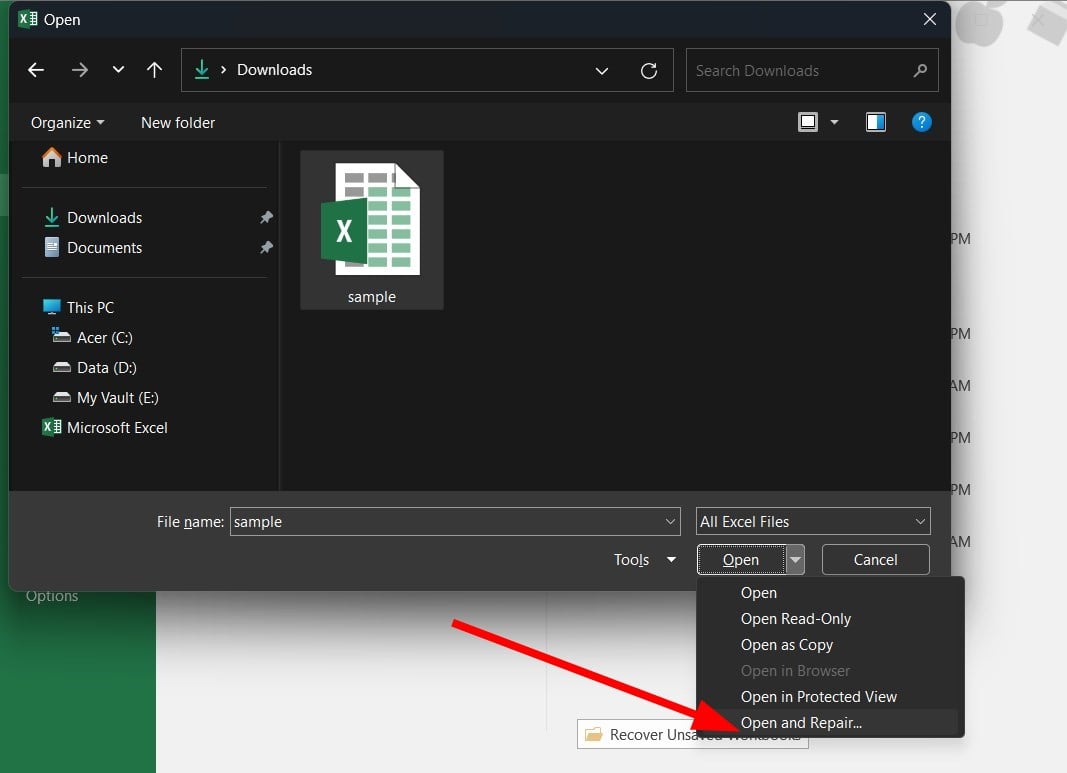 Open
Downloads
Search Downloads
Organize
New folder
Home
Downloads
Documents
This PC
Acer (C:)
Data (D:)
My Vault (E:)
Microsoft Excel
X
sample
PM
PM
AM
PM
PM
AM
File name: sample
All Excel Files
Tools
Open
Cancel
Options
Open
Open Read-Only
Open as Copy
Open in Browser
Open in Protected View
Open and Repair...
Recover Unsaved Workbooks